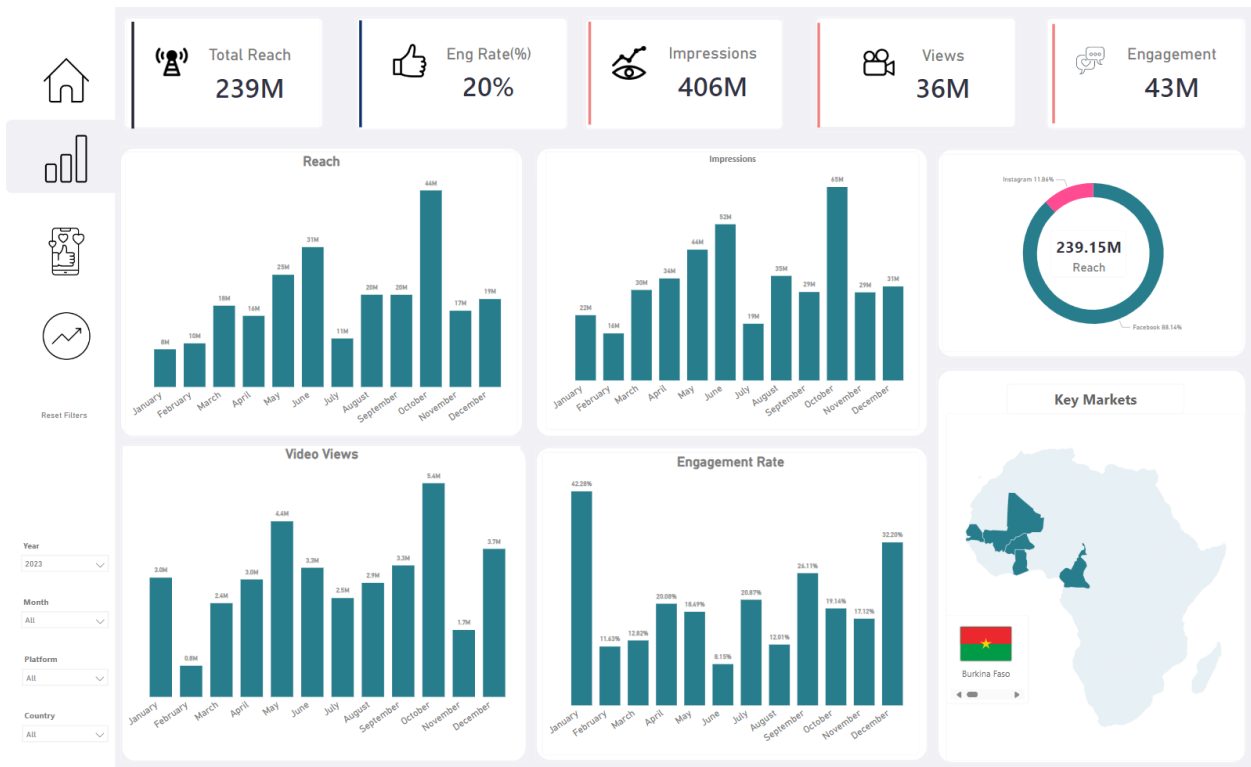 Total Reach
239M
Eng Rate(%)
20%
Impressions
406M
Views
36M
Engagement
43M
Reset Filters
Year
2023
Month
All
Platform
All
Country
All
Reach
8M
10M
18M
16M
25M
31M
11M
20M
20M
44M
17M
19M
January
February
March
April
May
June
July
August
September
October
November
December
Impressions
22M
16M
30M
34M
44M
52M
19M
35M
29M
65M
29M
31M
January
February
March
April
May
June
July
August
September
October
November
December
Instagram 11.86%
239.15M
Reach
Facebook 88.14%
Video Views
3.0M
0.8M
2.4M
3.0M
4.4M
3.3M
2.5M
2.9M
3.3M
5.4M
1.7M
3.7M
January
February
March
April
May
June
July
August
September
October
November
December
Engagement Rate
42.28%
11.63%
12.82%
20.08%
18.49%
8.15%
20.87%
12.01%
26.11%
19.14%
17.12%
32.20%
January
February
March
April
May
June
July
August
September
October
November
December
Key Markets
Burkina Faso